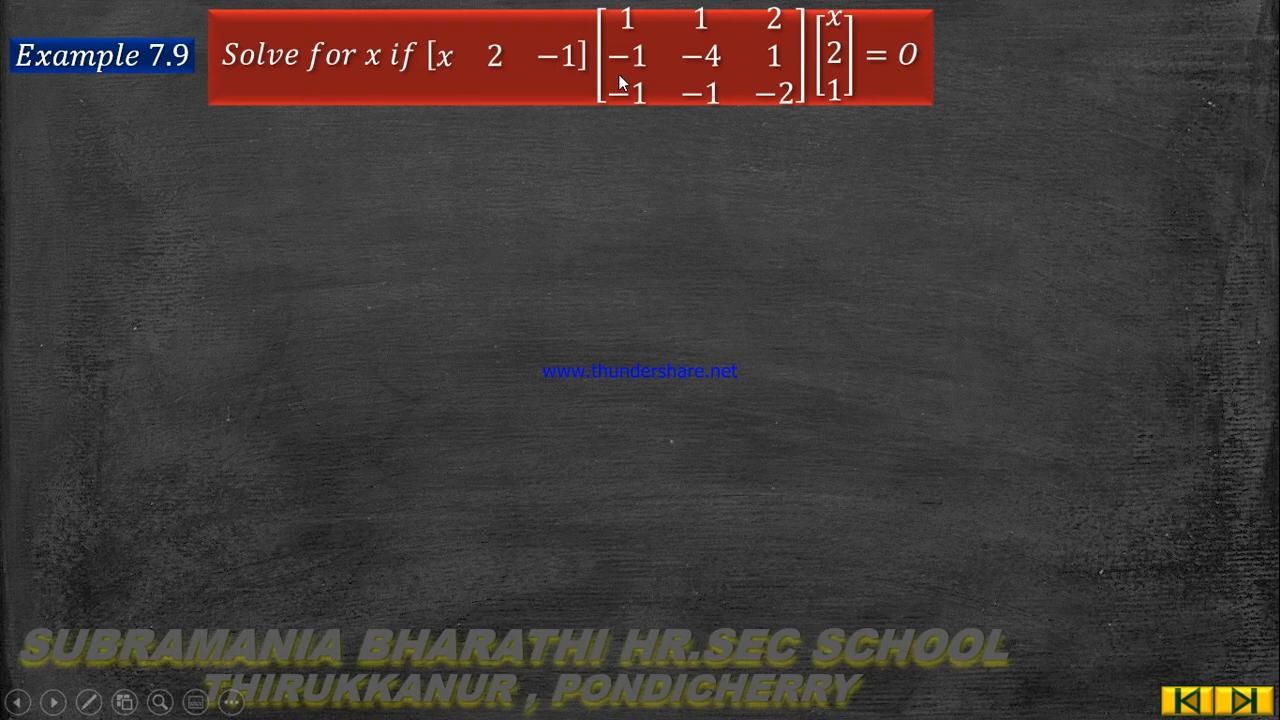 Example 7.9
Solve for x if [x 2 −1] [1 1 2; −1 −4 1; −1 −1 −2] [x; 2; 1] = O
www.thundershare.net
SUBRAMANIA BHARATHI HR.SEC SCHOOL
THIRUKKANUR , PONDICHERRY